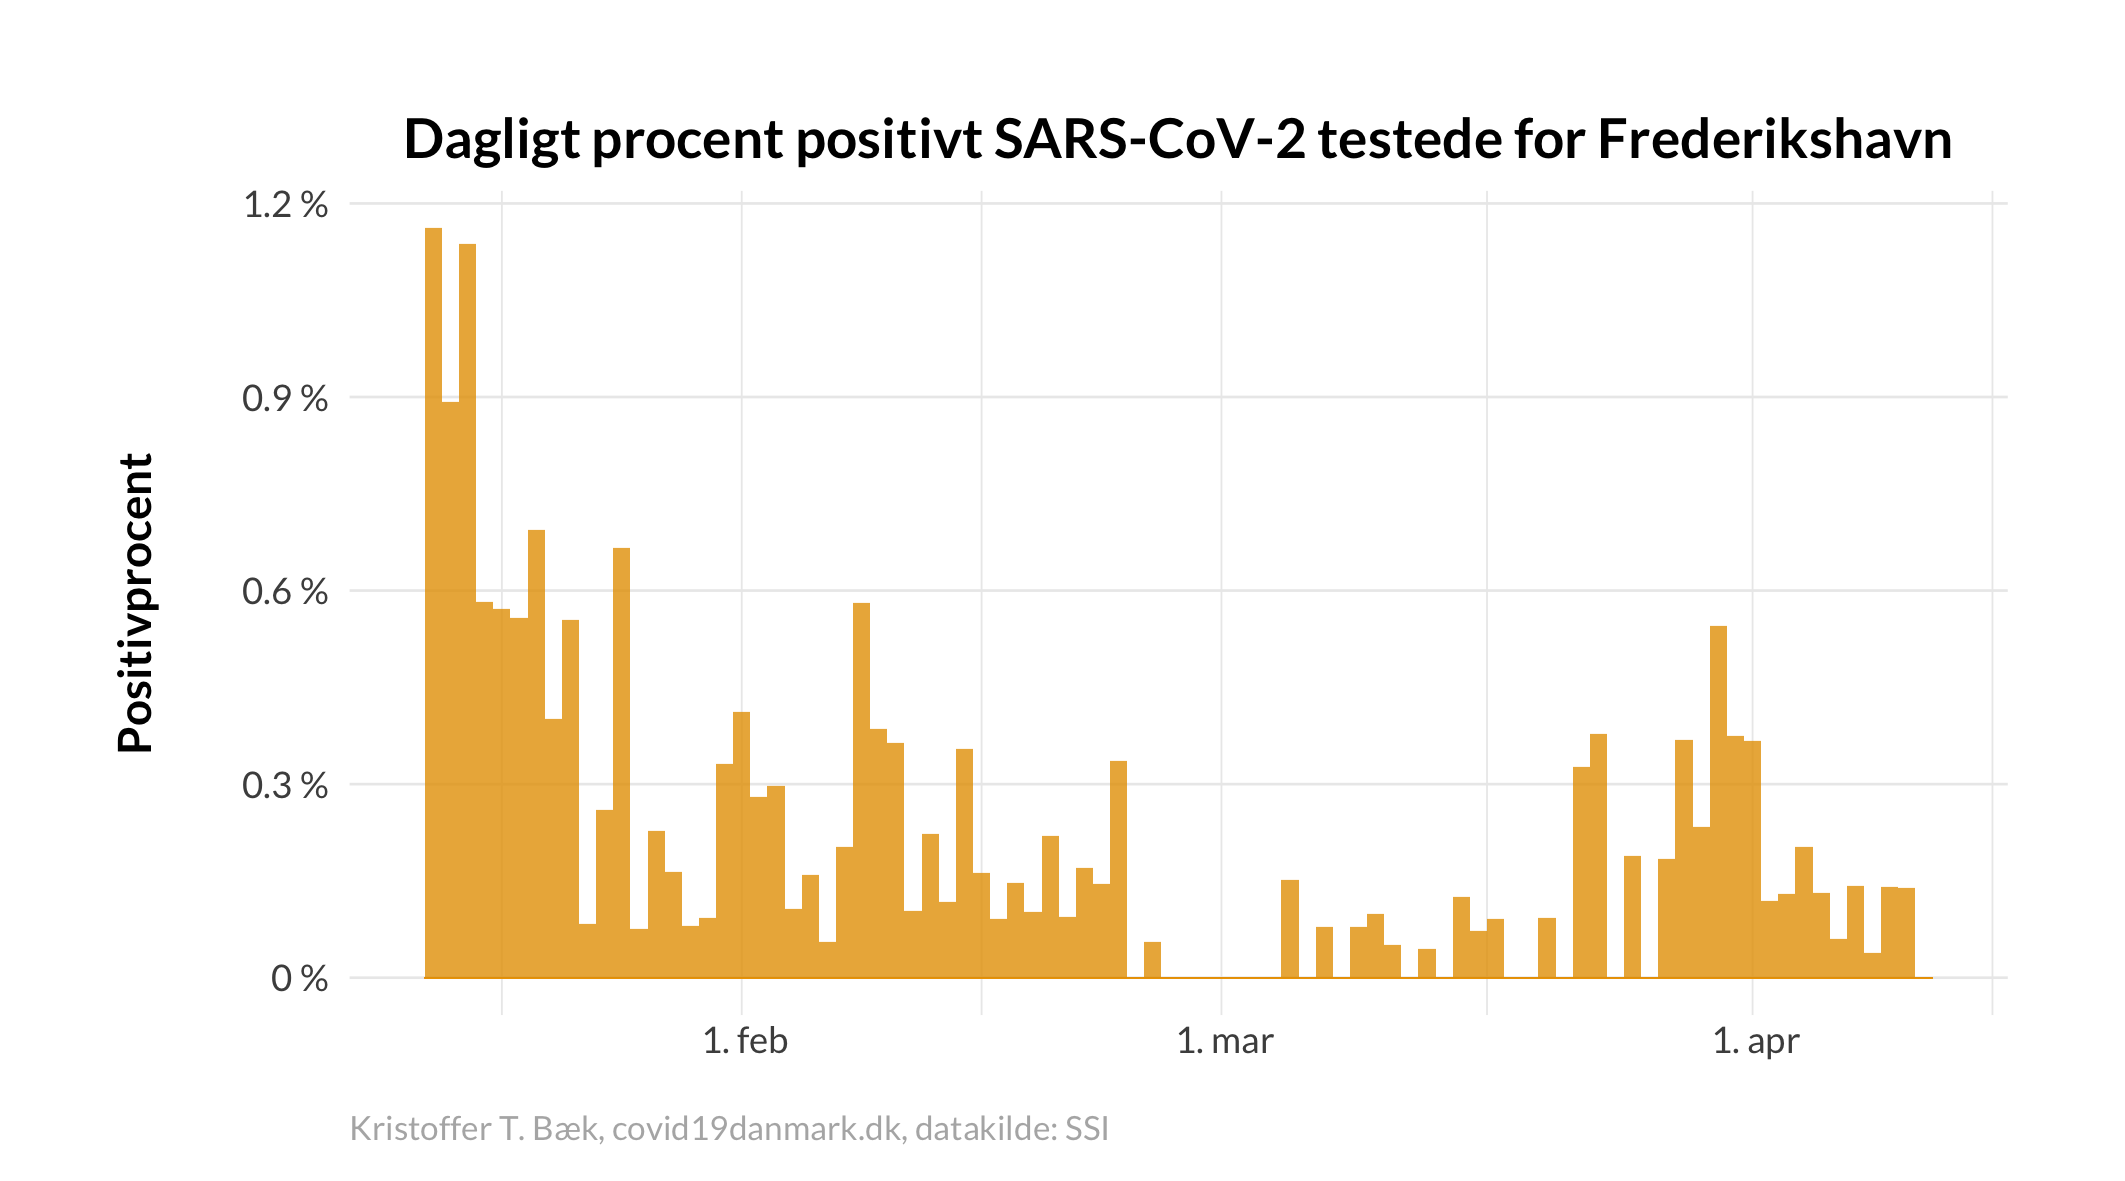 Dagligt procent positivt SARS-CoV-2 testede for Frederikshavn
Positivprocent
1.2 %
0.9 %
0.6 %
0.3 %
0 %
1. feb
1. mar
1. apr
Kristoffer T. Bæk, covid19danmark.dk, datakilde: SSI